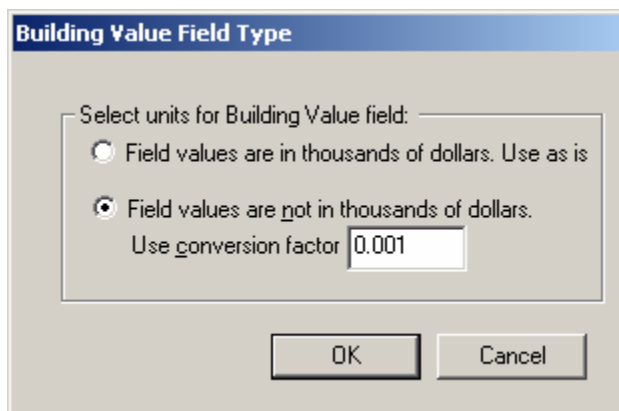 Building Value Field Type
Select units for Building Value field:
Field values are in thousands of dollars. Use as is
Field values are not in thousands of dollars.
Use conversion factor 0.001
OK Cancel